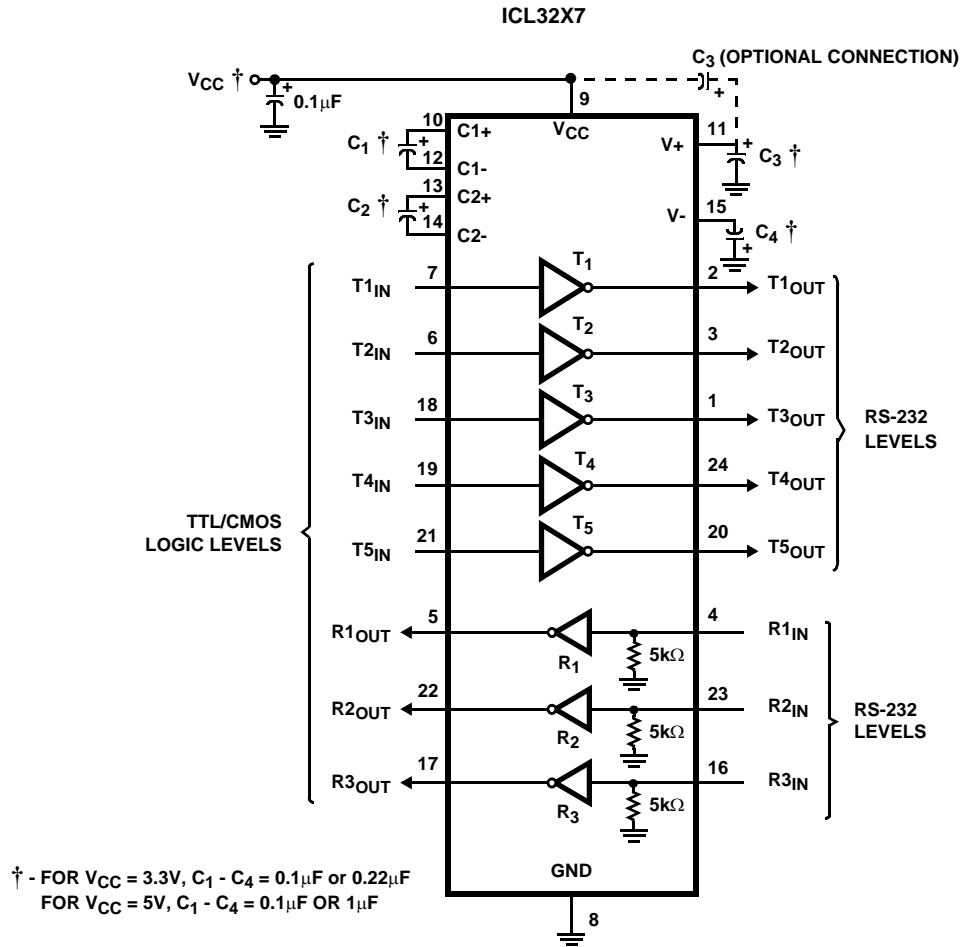 ICL32X7
C3 (OPTIONAL CONNECTION)
VCC †
+
0.1μF
+
9
VCC
10
C1+
C1 †
+
12
C1-
13
C2+
C2 †
+
14
C2-
11
V+
+
C3 †
15
V-
C4 †
+
T1IN
7
T1
2
T1OUT
T2IN
6
T2
3
T2OUT
T3IN
18
T3
1
T3OUT
T4IN
19
T4
24
T4OUT
T5IN
21
T5
20
T5OUT
TTL/CMOS
LOGIC LEVELS
RS-232
LEVELS
R1OUT
5
R1
5kΩ
4
R1IN
R2OUT
22
R2
5kΩ
23
R2IN
R3OUT
17
R3
5kΩ
16
R3IN
RS-232
LEVELS
GND
8
† - FOR VCC = 3.3V, C1 - C4 = 0.1μF or 0.22μF
FOR VCC = 5V, C1 - C4 = 0.1μF OR 1μF